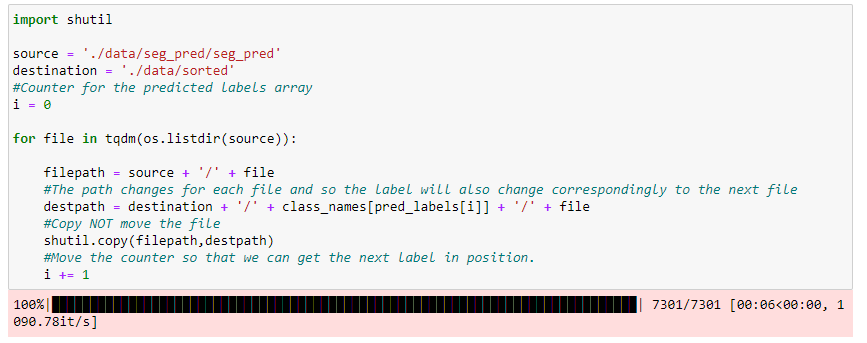 import shutil
source = './data/seg_pred/seg_pred'
destination = './data/sorted'
#Counter for the predicted labels array
i = 0
for file in tqdm(os.listdir(source)):
    filepath = source + '/' + file
    #The path changes for each file and so the label will also change correspondingly to the next file
    destpath = destination + '/' + class_names[pred_labels[i]] + '/' + file
    #Copy NOT move the file
    shutil.copy(filepath,destpath)
    #Move the counter so that we can get the next label in position.
    i += 1
100%| | 7301/7301 [00:06<00:00, 1
090.78it/s]